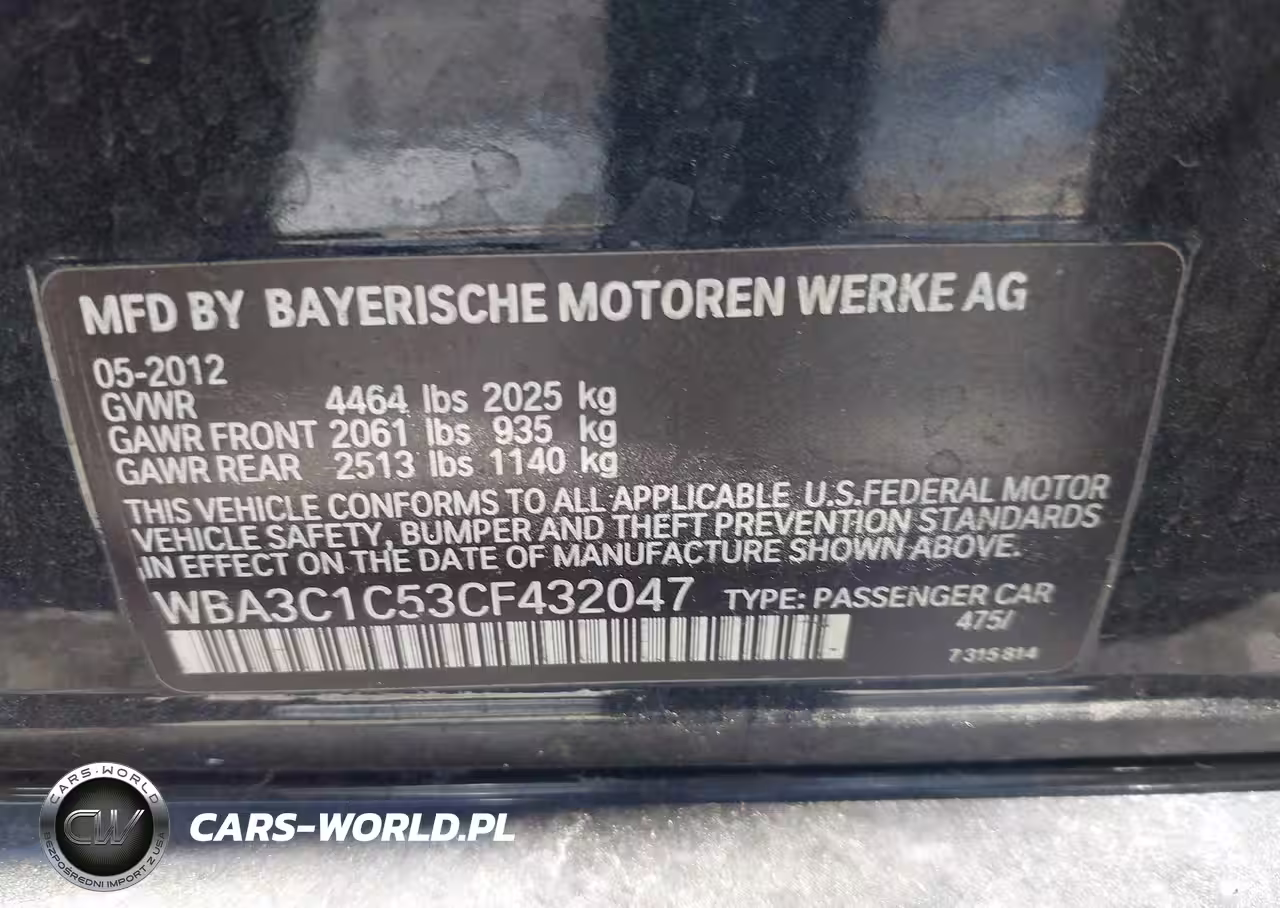 MFD BY BAYERISCHE MOTOREN WERKE AG
05-2012
GVWR 4464 lbs 2025 kg
GAWR FRONT 2061 lbs 935 kg
GAWR REAR 2513 lbs 1140 kg
THIS VEHICLE CONFORMS TO ALL APPLICABLE U.S.FEDERAL MOTOR
VEHICLE SAFETY, BUMPER AND THEFT PREVENTION STANDARDS
IN EFFECT ON THE DATE OF MANUFACTURE SHOWN ABOVE.
WBA3C1C53CF432047 TYPE: PASSENGER CAR
475/
7 315 814
CARS-WORLD
CW
BEZPOŚREDNI IMPORT Z USA
CARS-WORLD.PL